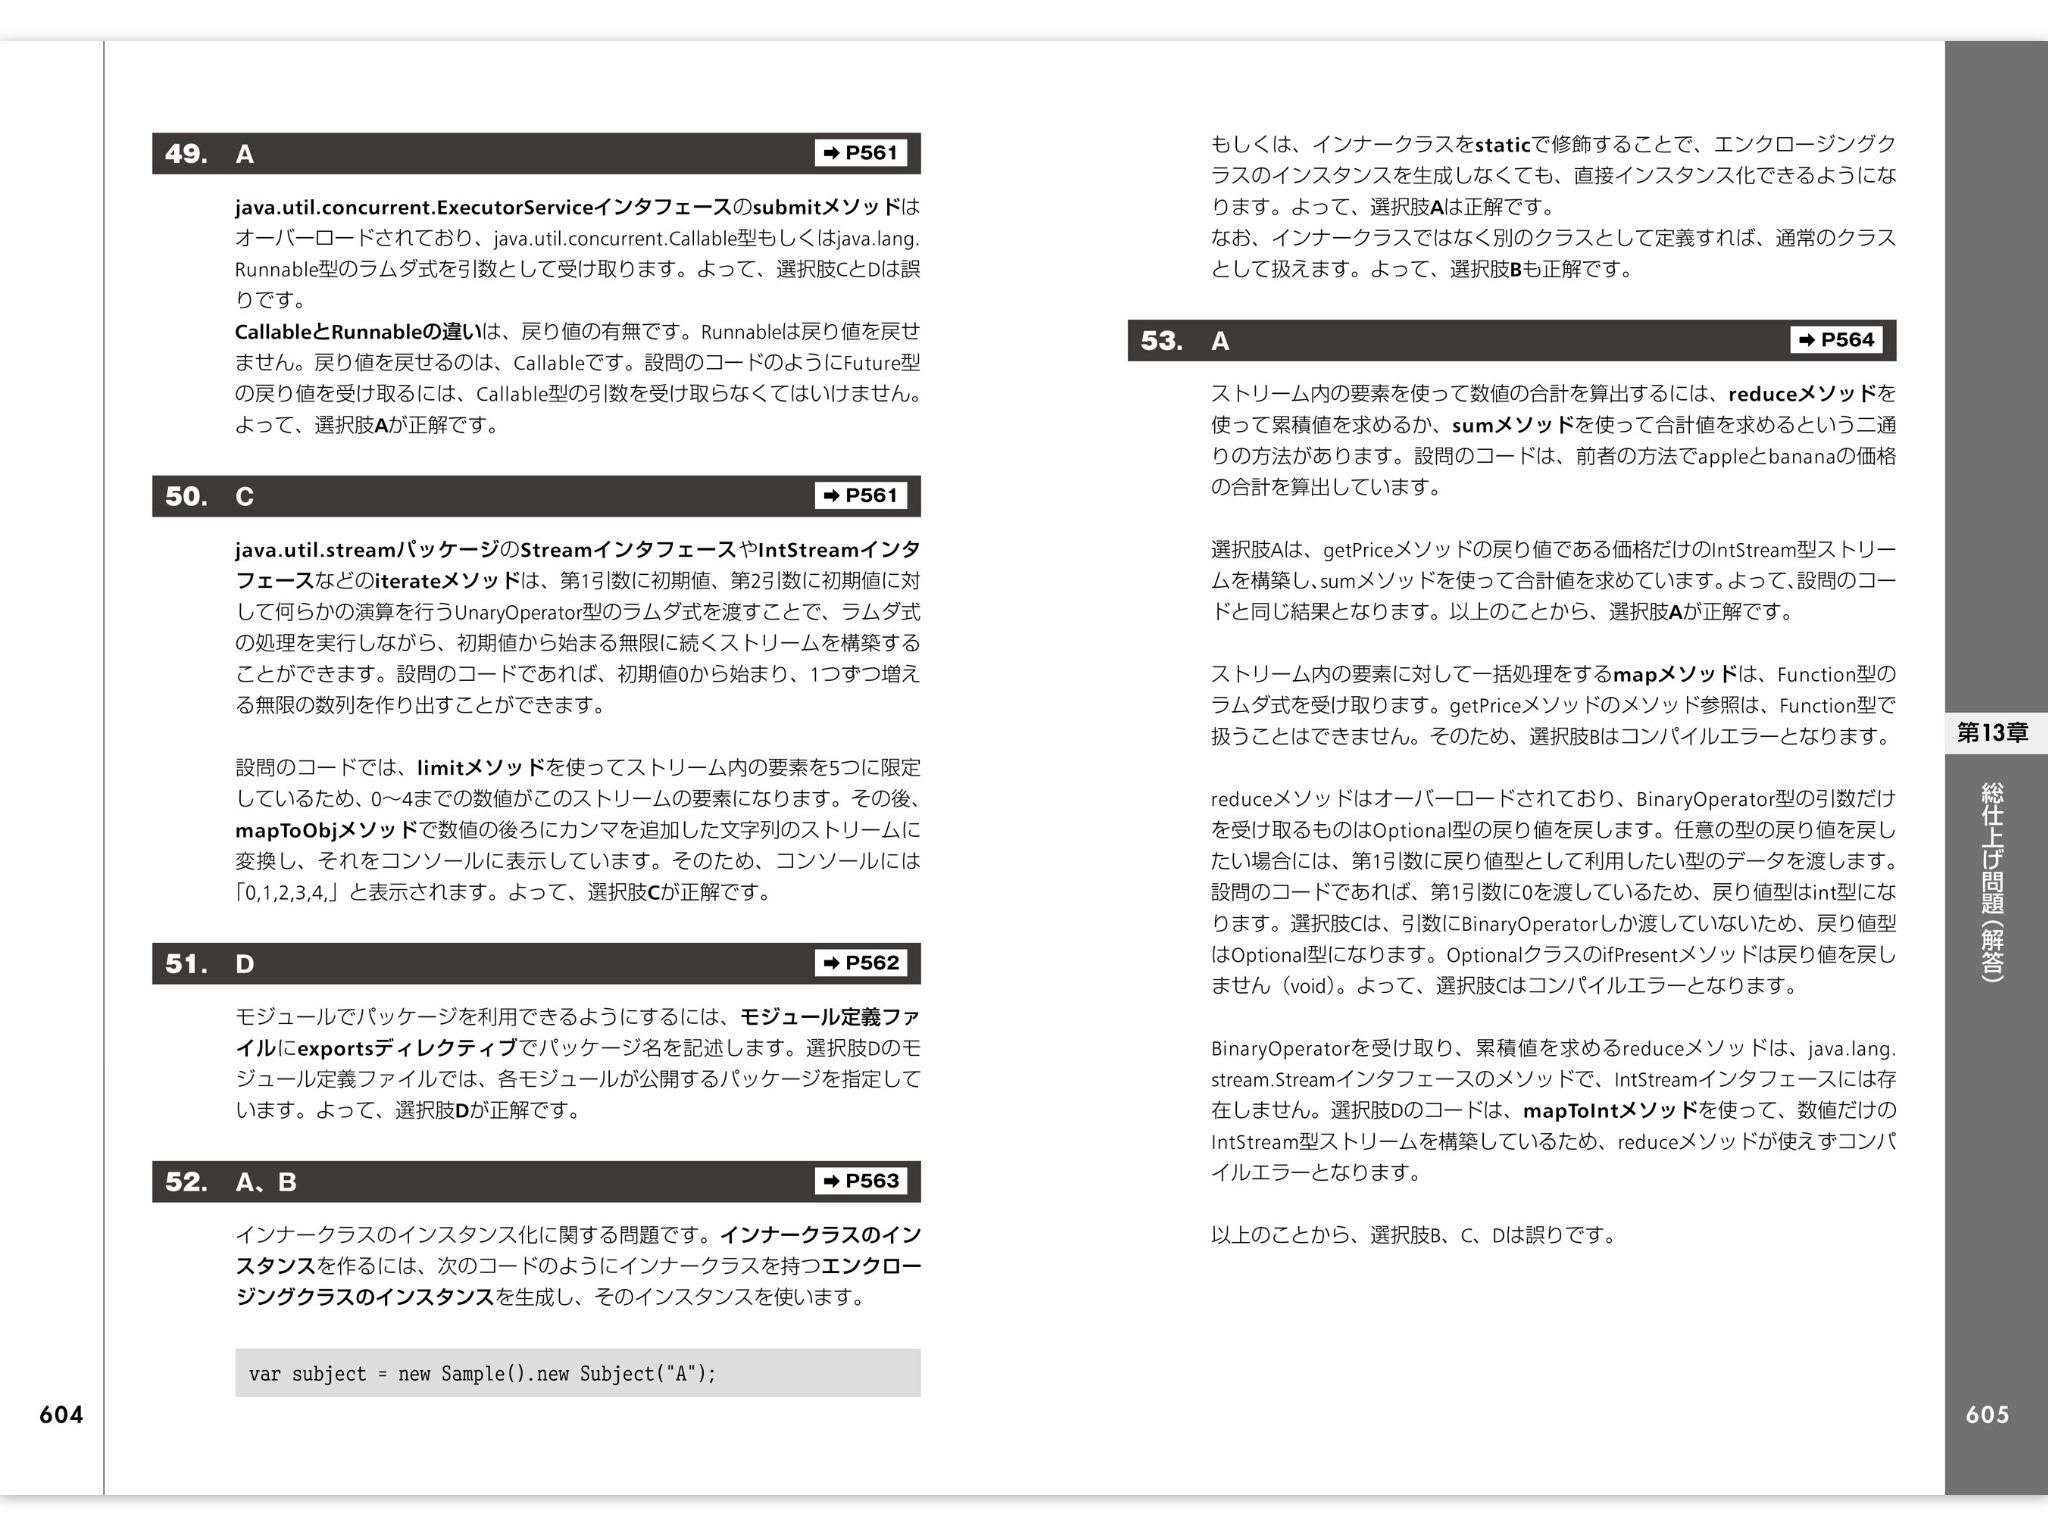 49. A ➡ P561
java.util.concurrent.ExecutorServiceインタフェースのsubmitメソッドは
オーバーロードされており、java.util.concurrent.Callable型もしくはjava.lang.
Runnable型のラムダ式を引数として受け取ります。よって、選択肢CとDは誤
りです。
CallableとRunnableの違いは、戻り値の有無です。Runnableは戻り値を戻せ
ません。戻り値を戻せるのは、Callableです。設問のコードのようにFuture型
の戻り値を受け取るには、Callable型の引数を受け取らなくてはいけません。
よって、選択肢Aが正解です。
50. C ➡ P561
java.util.streamパッケージのStreamインタフェースやIntStreamインタ
フェースなどのiterateメソッドは、第1引数に初期値、第2引数に初期値に対
して何らかの演算を行うUnaryOperator型のラムダ式を渡すことで、ラムダ式
の処理を実行しながら、初期値から始まる無限に続くストリームを構築する
ことができます。設問のコードであれば、初期値0から始まり、1つずつ増え
る無限の数列を作り出すことができます。
設問のコードでは、limitメソッドを使ってストリーム内の要素を5つに限定
しているため、0〜4までの数値がこのストリームの要素になります。その後、
mapToObjメソッドで数値の後ろにカンマを追加した文字列のストリームに
変換し、それをコンソールに表示しています。そのため、コンソールには
「0,1,2,3,4,」と表示されます。よって、選択肢Cが正解です。
51. D ➡ P562
モジュールでパッケージを利用できるようにするには、モジュール定義ファ
イルにexportsディレクティブでパッケージ名を記述します。選択肢Dのモ
ジュール定義ファイルでは、各モジュールが公開するパッケージを指定して
います。よって、選択肢Dが正解です。
52. A、B ➡ P563
インナークラスのインスタンス化に関する問題です。インナークラスのイン
スタンスを作るには、次のコードのようにインナークラスを持つエンクロー
ジングクラスのインスタンスを生成し、そのインスタンスを使います。
var subject = new Sample().new Subject("A");
604
もしくは、インナークラスをstaticで修飾することで、エンクロージングク
ラスのインスタンスを生成しなくても、直接インスタンス化できるようにな
ります。よって、選択肢Aは正解です。
なお、インナークラスではなく別のクラスとして定義すれば、通常のクラス
として扱えます。よって、選択肢Bも正解です。
53. A ➡ P564
ストリーム内の要素を使って数値の合計を算出するには、reduceメソッドを
使って累積値を求めるか、sumメソッドを使って合計値を求めるという二通
りの方法があります。設問のコードは、前者の方法でappleとbananaの価格
の合計を算出しています。
選択肢Aは、getPriceメソッドの戻り値である価格だけのIntStream型ストリー
ムを構築し、sumメソッドを使って合計値を求めています。よって、設問のコー
ドと同じ結果となります。以上のことから、選択肢Aが正解です。
ストリーム内の要素に対して一括処理をするmapメソッドは、Function型の
ラムダ式を受け取ります。getPriceメソッドのメソッド参照は、Function型で
扱うことはできません。そのため、選択肢Bはコンパイルエラーとなります。
reduceメソッドはオーバーロードされており、BinaryOperator型の引数だけ
を受け取るものはOptional型の戻り値を戻します。任意の型の戻り値を戻し
たい場合には、第1引数に戻り値型として利用したい型のデータを渡します。
設問のコードであれば、第1引数に0を渡しているため、戻り値型はint型にな
ります。選択肢Cは、引数にBinaryOperatorしか渡していないため、戻り値型
はOptional型になります。OptionalクラスのifPresentメソッドは戻り値を戻し
ません（void）。よって、選択肢Cはコンパイルエラーとなります。
BinaryOperatorを受け取り、累積値を求めるreduceメソッドは、java.lang.
stream.Streamインタフェースのメソッドで、IntStreamインタフェースには存
在しません。選択肢Dのコードは、mapToIntメソッドを使って、数値だけの
IntStream型ストリームを構築しているため、reduceメソッドが使えずコンパ
イルエラーとなります。
以上のことから、選択肢B、C、Dは誤りです。
第13章
総仕上げ問題（解答）
605